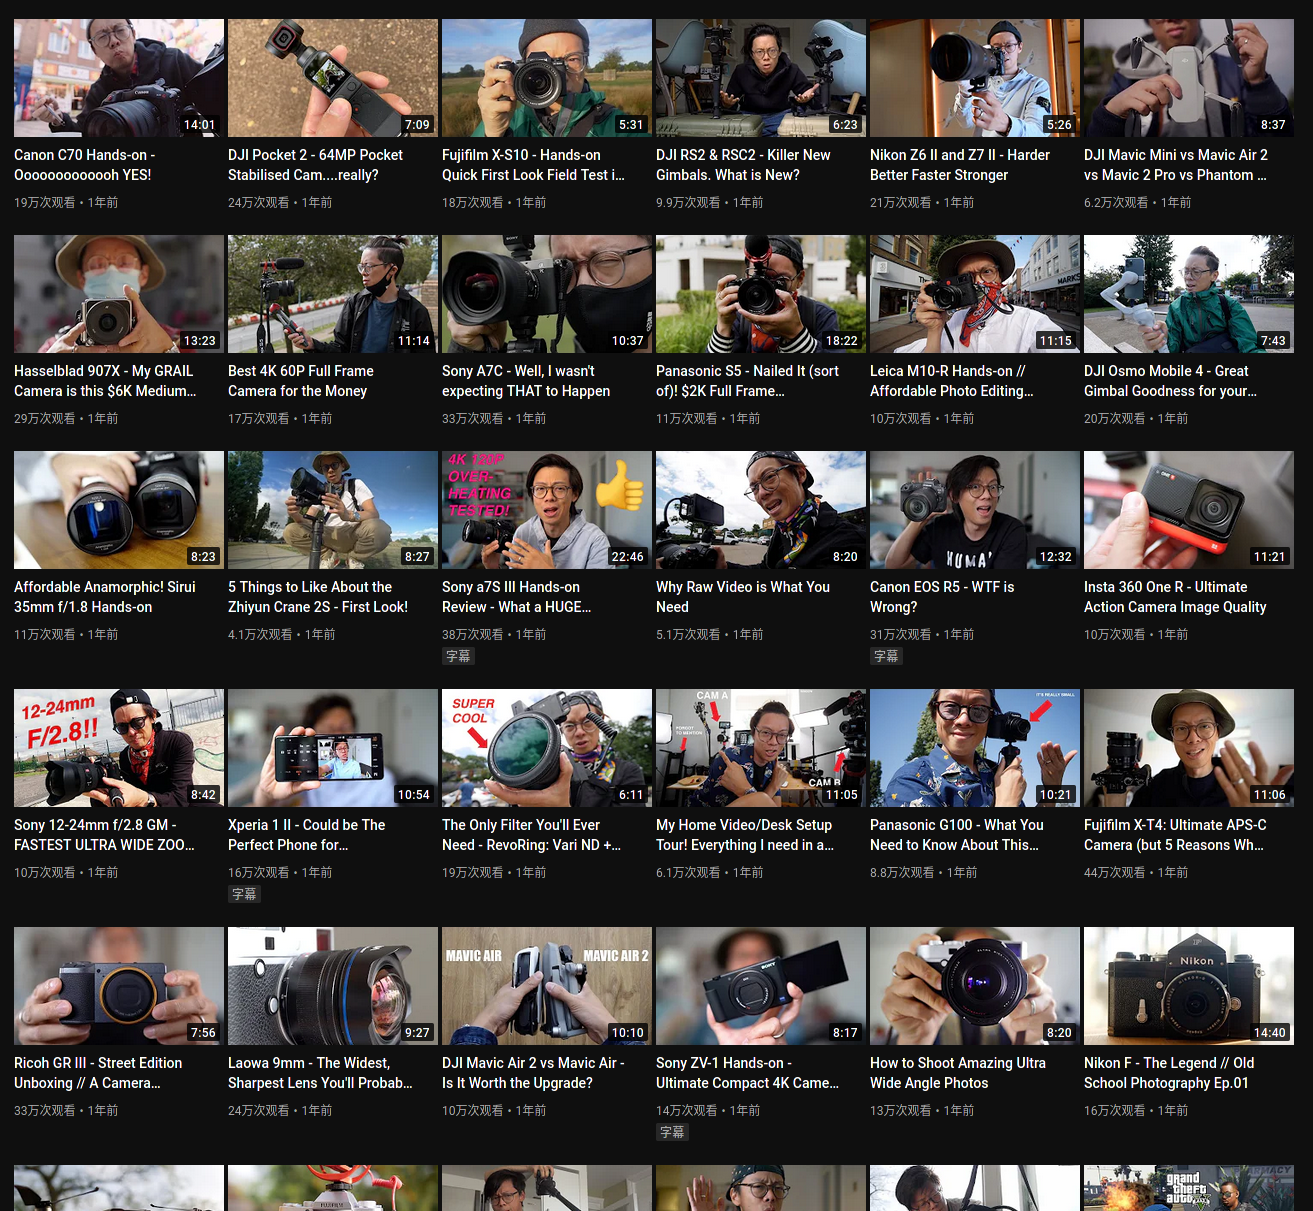 14:01
7:09
5:31
6:23
5:26
8:37
Canon C70 Hands-on -
Ooooooooooooh YES!
19万次观看 • 1年前
DJI Pocket 2 - 64MP Pocket
Stabilised Cam....really?
24万次观看 • 1年前
Fujifilm X-S10 - Hands-on
Quick First Look Field Test i...
18万次观看 • 1年前
DJI RS2 & RSC2 - Killer New
Gimbals. What is New?
9.9万次观看 • 1年前
Nikon Z6 II and Z7 II - Harder
Better Faster Stronger
21万次观看 • 1年前
DJI Mavic Mini vs Mavic Air 2
vs Mavic 2 Pro vs Phantom ...
6.2万次观看 • 1年前
13:23
11:14
SONY
10:37
18:22
THE
MARKS
11:15
7:43
Hasselblad 907X - My GRAIL
Camera is this $6K Medium...
29万次观看 • 1年前
Best 4K 60P Full Frame
Camera for the Money
17万次观看 • 1年前
Sony A7C - Well, I wasn't
expecting THAT to Happen
33万次观看 • 1年前
Panasonic S5 - Nailed It (sort
of)! $2K Full Frame...
11万次观看 • 1年前
Leica M10-R Hands-on //
Affordable Photo Editing...
10万次观看 • 1年前
DJI Osmo Mobile 4 - Great
Gimbal Goodness for your...
20万次观看 • 1年前
8:23
8:27
4K 120P
OVER-
HEATING
TESTED!
22:46
8:20
HUMA
12:32
ONE R
11:21
Affordable Anamorphic! Sirui
35mm f/1.8 Hands-on
11万次观看 • 1年前
5 Things to Like About the
Zhiyun Crane 2S - First Look!
4.1万次观看 • 1年前
Sony a7S III Hands-on
Review - What a HUGE...
38万次观看 • 1年前
字幕
Why Raw Video is What You
Need
5.1万次观看 • 1年前
Canon EOS R5 - WTF is
Wrong?
31万次观看 • 1年前
字幕
Insta 360 One R - Ultimate
Action Camera Image Quality
10万次观看 • 1年前
12-24mm
F/2.8!!
8:42
10:54
SUPER
COOL
6:11
CAM A
FORGOT
TO MENTION
CAM B
11:05
IT'S REALLY SMALL
10:21
11:06
Sony 12-24mm f/2.8 GM -
FASTEST ULTRA WIDE ZOO...
10万次观看 • 1年前
Xperia 1 II - Could be The
Perfect Phone for...
16万次观看 • 1年前
字幕
The Only Filter You'll Ever
Need - RevoRing: Vari ND +...
19万次观看 • 1年前
My Home Video/Desk Setup
Tour! Everything I need in a...
6.1万次观看 • 1年前
Panasonic G100 - What You
Need to Know About This...
8.8万次观看 • 1年前
Fujifilm X-T4: Ultimate APS-C
Camera (but 5 Reasons Wh...
44万次观看 • 1年前
7:56
9:27
MAVIC AIR
MAVIC AIR 2
10:10
SONY
8:17
8:20
Nikon
14:40
Ricoh GR III - Street Edition
Unboxing // A Camera...
33万次观看 • 1年前
Laowa 9mm - The Widest,
Sharpest Lens You'll Probab...
24万次观看 • 1年前
DJI Mavic Air 2 vs Mavic Air -
Is It Worth the Upgrade?
10万次观看 • 1年前
Sony ZV-1 Hands-on -
Ultimate Compact 4K Came...
14万次观看 • 1年前
字幕
How to Shoot Amazing Ultra
Wide Angle Photos
13万次观看 • 1年前
Nikon F - The Legend // Old
School Photography Ep.01
16万次观看 • 1年前
FUJIFILM
grand
theft
auto